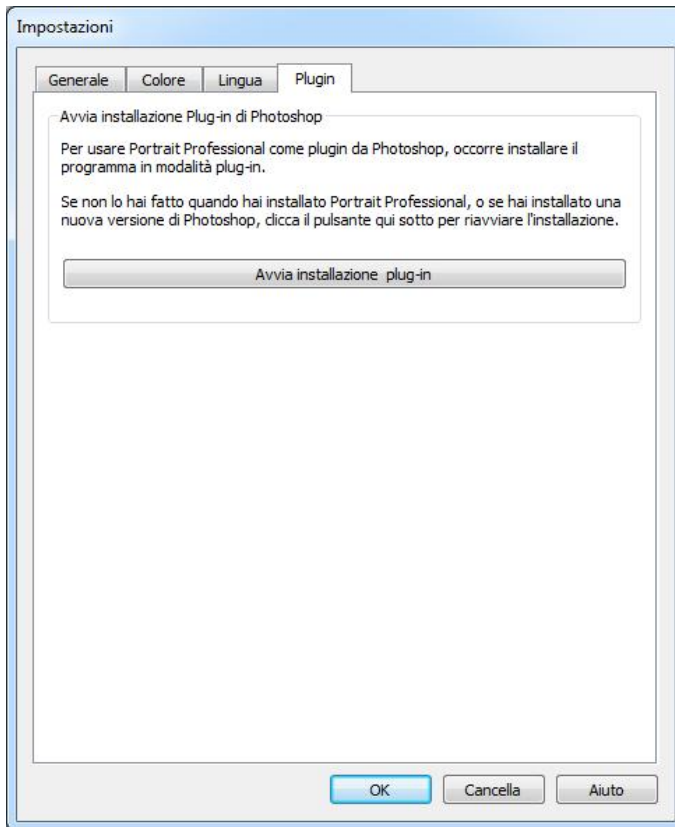 Impostazioni
Generale Colore Lingua Plugin
Avvia installazione Plug-in di Photoshop
Per usare Portrait Professional come plugin da Photoshop, occorre installare il
programma in modalità plug-in.
Se non lo hai fatto quando hai installato Portrait Professional, o se hai installato una
nuova versione di Photoshop, clicca il pulsante qui sotto per riavviare l'installazione.
Avvia installazione plug-in
OK Cancella Aiuto